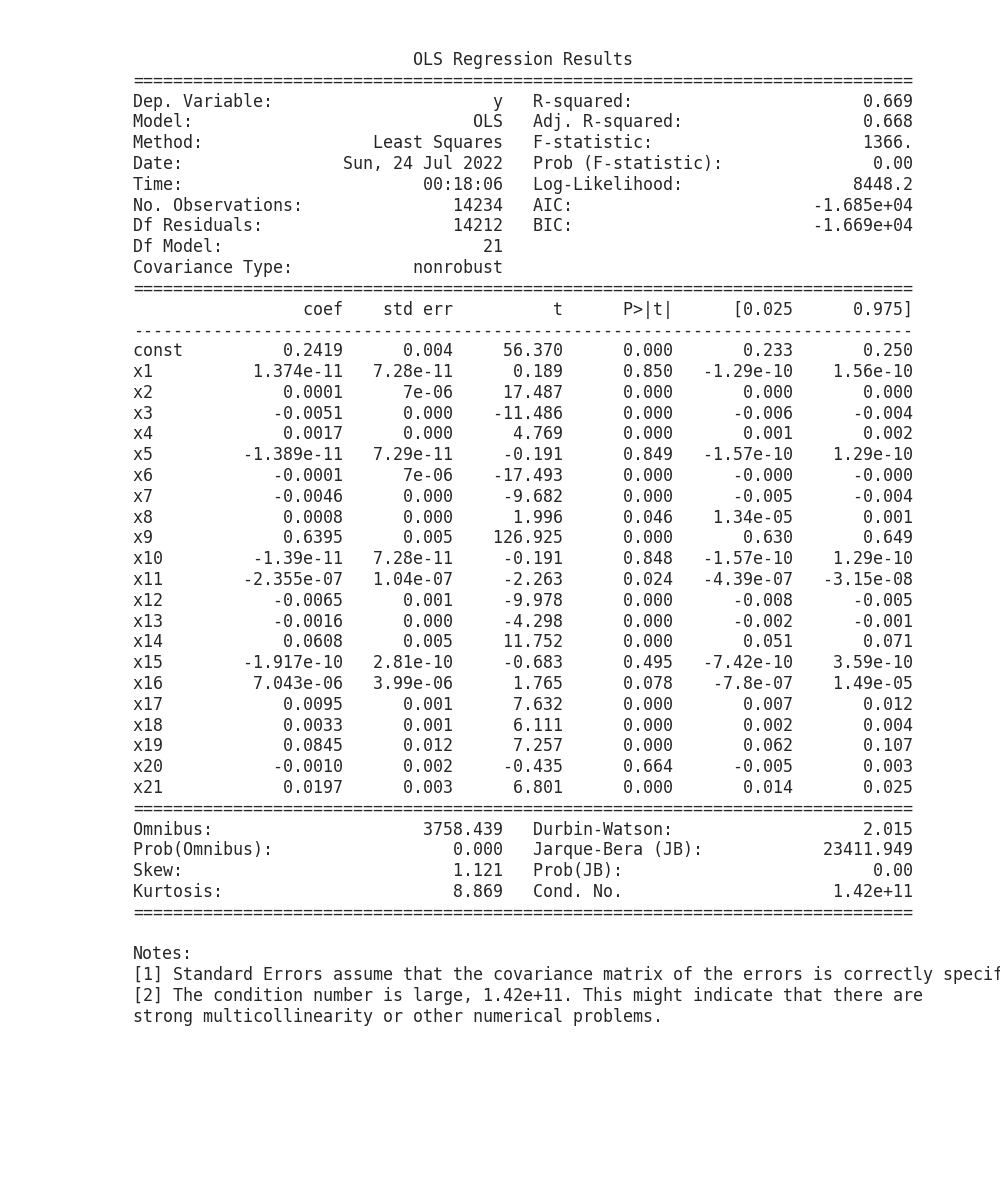 OLS Regression Results
==============================================================================
Dep. Variable:                      y   R-squared:                       0.669
Model:                            OLS   Adj. R-squared:                  0.668
Method:                 Least Squares   F-statistic:                     1366.
Date:                Sun, 24 Jul 2022   Prob (F-statistic):               0.00
Time:                        00:18:06   Log-Likelihood:                 8448.2
No. Observations:               14234   AIC:                        -1.685e+04
Df Residuals:                   14212   BIC:                        -1.669e+04
Df Model:                          21
Covariance Type:            nonrobust
==============================================================================
                 coef    std err          t      P>|t|      [0.025      0.975]
------------------------------------------------------------------------------
const          0.2419      0.004     56.370      0.000       0.233       0.250
x1          1.374e-11   7.28e-11      0.189      0.850   -1.29e-10    1.56e-10
x2             0.0001      7e-06     17.487      0.000       0.000       0.000
x3            -0.0051      0.000    -11.486      0.000      -0.006      -0.004
x4             0.0017      0.000      4.769      0.000       0.001       0.002
x5         -1.389e-11   7.29e-11     -0.191      0.849   -1.57e-10    1.29e-10
x6            -0.0001      7e-06    -17.493      0.000      -0.000      -0.000
x7            -0.0046      0.000     -9.682      0.000      -0.005      -0.004
x8             0.0008      0.000      1.996      0.046    1.34e-05       0.001
x9             0.6395      0.005    126.925      0.000       0.630       0.649
x10         -1.39e-11   7.28e-11     -0.191      0.848   -1.57e-10    1.29e-10
x11        -2.355e-07   1.04e-07     -2.263      0.024   -4.39e-07   -3.15e-08
x12           -0.0065      0.001     -9.978      0.000      -0.008      -0.005
x13           -0.0016      0.000     -4.298      0.000      -0.002      -0.001
x14            0.0608      0.005     11.752      0.000       0.051       0.071
x15        -1.917e-10   2.81e-10     -0.683      0.495   -7.42e-10    3.59e-10
x16         7.043e-06   3.99e-06      1.765      0.078    -7.8e-07    1.49e-05
x17            0.0095      0.001      7.632      0.000       0.007       0.012
x18            0.0033      0.001      6.111      0.000       0.002       0.004
x19            0.0845      0.012      7.257      0.000       0.062       0.107
x20           -0.0010      0.002     -0.435      0.664      -0.005       0.003
x21            0.0197      0.003      6.801      0.000       0.014       0.025
==============================================================================
Omnibus:                     3758.439   Durbin-Watson:                   2.015
Prob(Omnibus):                  0.000   Jarque-Bera (JB):            23411.949
Skew:                           1.121   Prob(JB):                         0.00
Kurtosis:                       8.869   Cond. No.                     1.42e+11
==============================================================================
Notes:
[1] Standard Errors assume that the covariance matrix of the errors is correctly specif
[2] The condition number is large, 1.42e+11. This might indicate that there are
strong multicollinearity or other numerical problems.